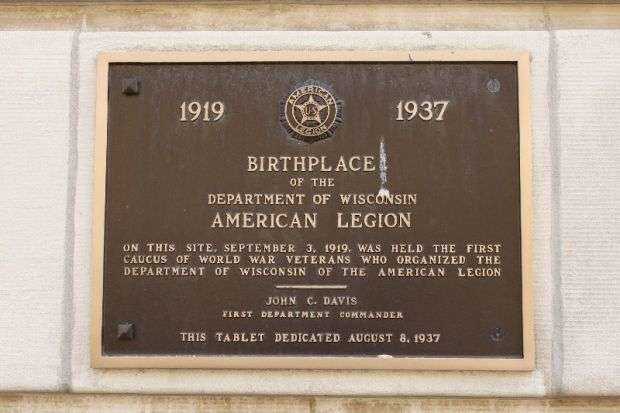 1919 1937
AMERICAN
U.S.
LEGION
BIRTHPLACE
OF THE
DEPARTMENT OF WISCONSIN
AMERICAN LEGION
ON THIS SITE, SEPTEMBER 3, 1919, WAS HELD THE FIRST
CAUCUS OF WORLD WAR VETERANS WHO ORGANIZED THE
DEPARTMENT OF WISCONSIN OF THE AMERICAN LEGION
JOHN C. DAVIS
FIRST DEPARTMENT COMMANDER
THIS TABLET DEDICATED AUGUST 8, 1937